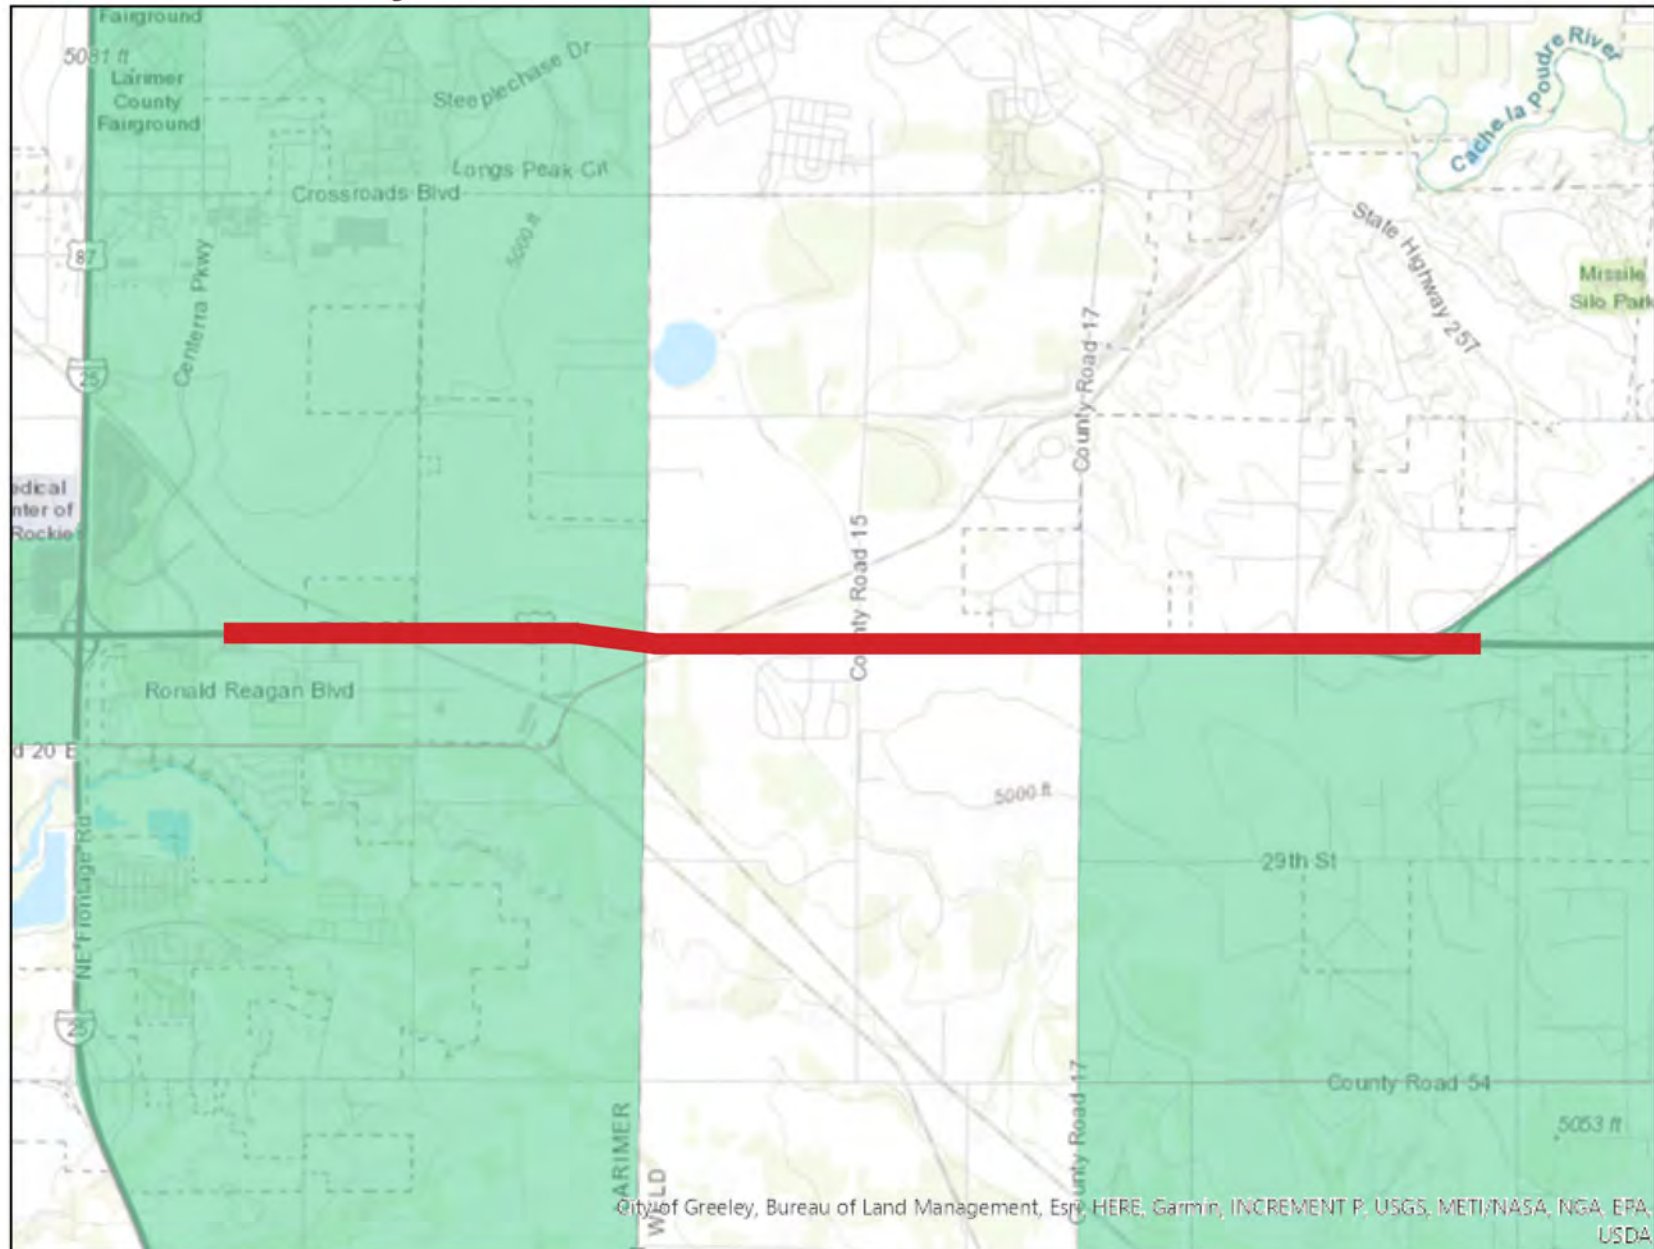 Fairground
5081 ft
Larimer
County
Fairground
Steeplechase Dr
Longs Peak Cir
Crossroads Blvd
Cache la Poudre River
87
5000 ft
Centerra Pkwy
State Highway 257
Missile
Silo Park
25
County Road 17
edical
nter of
Rockie
County Road 15
Ronald Reagan Blvd
d 20 E
5000 ft
NE Frontage Rd
29th St
25
County Road 54
County Road 17
5053 ft
LARIMER
WELD
City of Greeley, Bureau of Land Management, Esri, HERE, Garmin, INCREMENT P, USGS, METI/NASA, NGA, EPA,
USDA